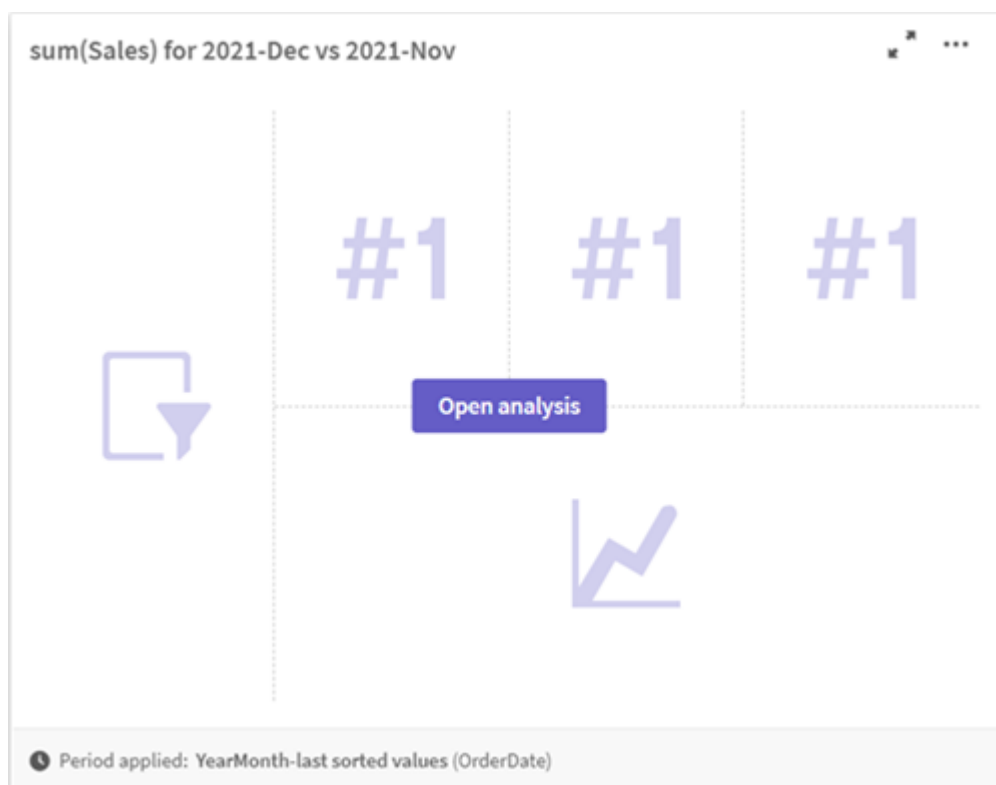 sum(Sales) for 2021-Dec vs 2021-Nov
#1 #1 #1
Open analysis
Period applied: YearMonth-last sorted values (OrderDate)